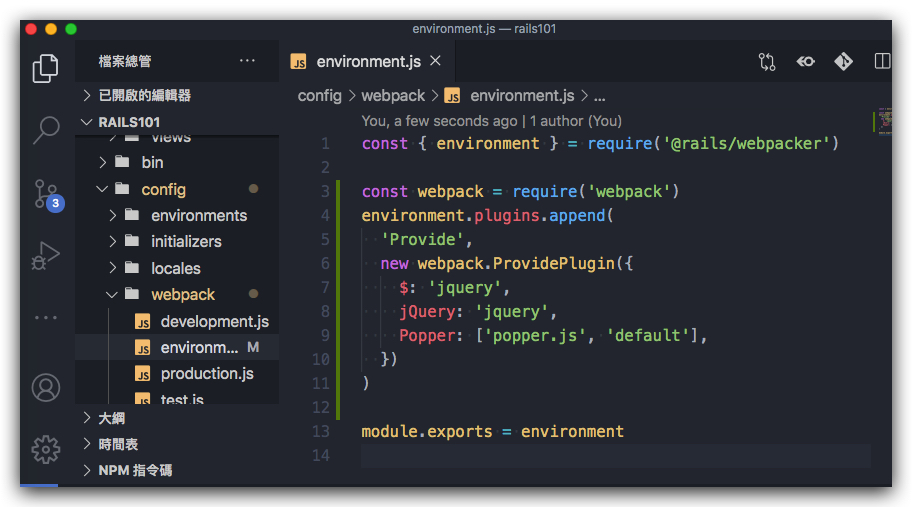 environment.js — rails101
檔案總管 ...
JS environment.js ×
已開啟的編輯器
RAILS101
views
bin
config
environments
initializers
locales
webpack
JS development.js
JS environm... M
JS production.js
JS test.js
大綱
時間表
NPM 指令碼
3
config > webpack > JS environment.js > ...
You, a few seconds ago | 1 author (You)
1 const { environment } = require('@rails/webpacker')
2
3 const webpack = require('webpack')
4 environment.plugins.append(
5   'Provide',
6   new webpack.ProvidePlugin({
7     $: 'jquery',
8     jQuery: 'jquery',
9     Popper: ['popper.js', 'default'],
10   })
11 )
12
13 module.exports = environment
14